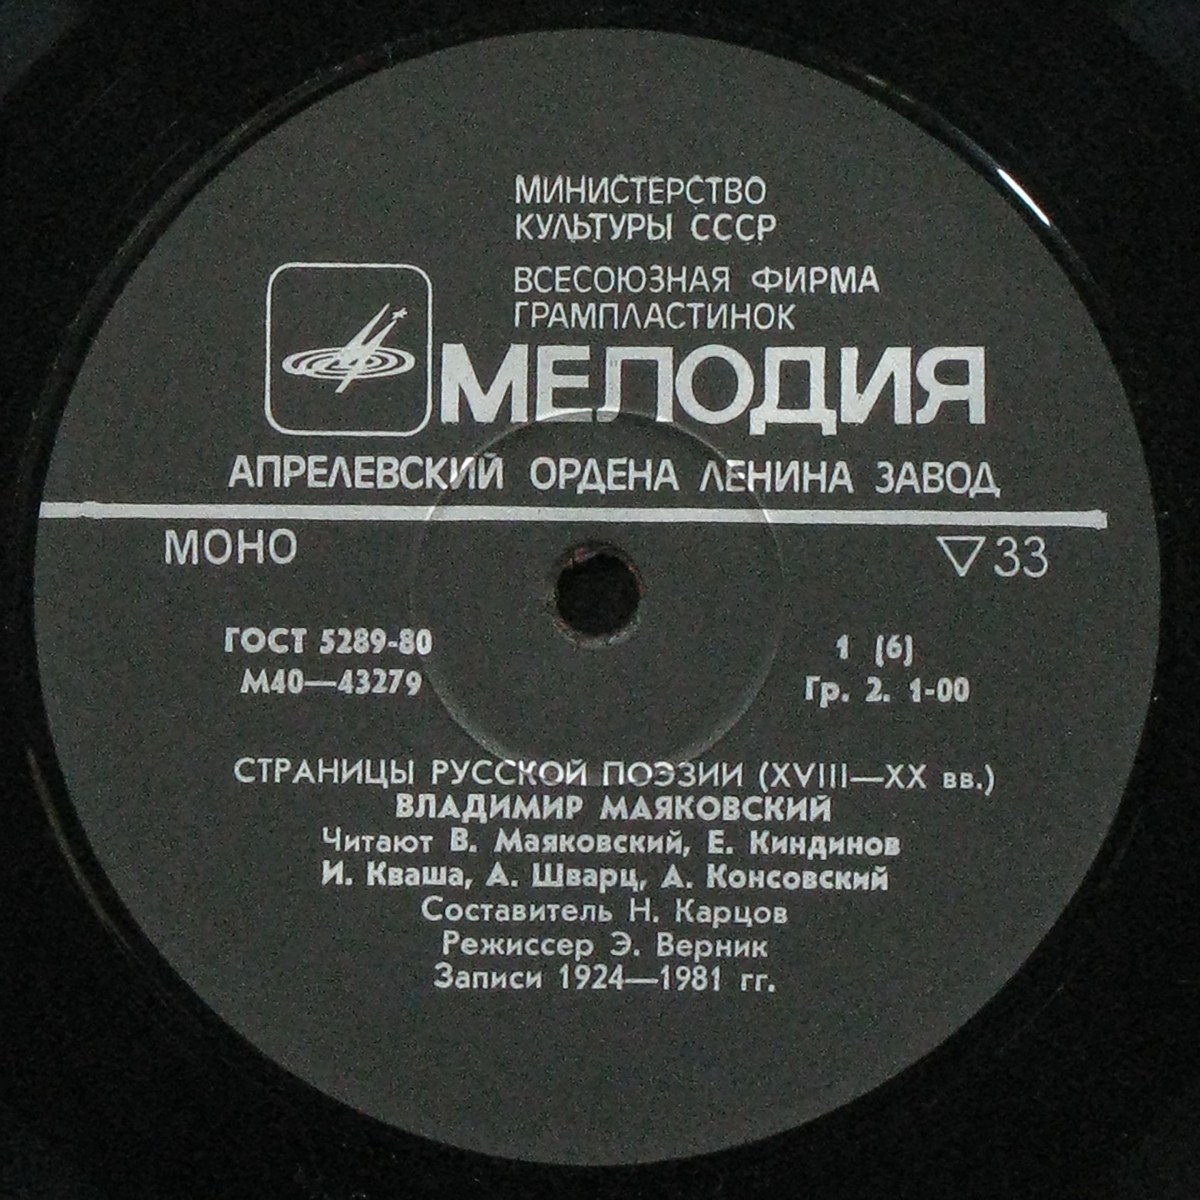 МИНИСТЕРСТВО
КУЛЬТУРЫ СССР
ВСЕСОЮЗНАЯ ФИРМА
ГРАМПЛАСТИНОК
МЕЛОДИЯ
АПРЕЛЕВСКИЙ ОРДЕНА ЛЕНИНА ЗАВОД
МОНО
▽33
ГОСТ 5289-80
М40—43279
1 (6)
Гр. 2. 1-00
СТРАНИЦЫ РУССКОЙ ПОЭЗИИ (XVIII—XX вв.)
ВЛАДИМИР МАЯКОВСКИЙ
Читают В. Маяковский, Е. Киндинов
И. Кваша, А. Шварц, А. Консовский
Составитель Н. Карцов
Режиссер Э. Верник
Записи 1924—1981 гг.